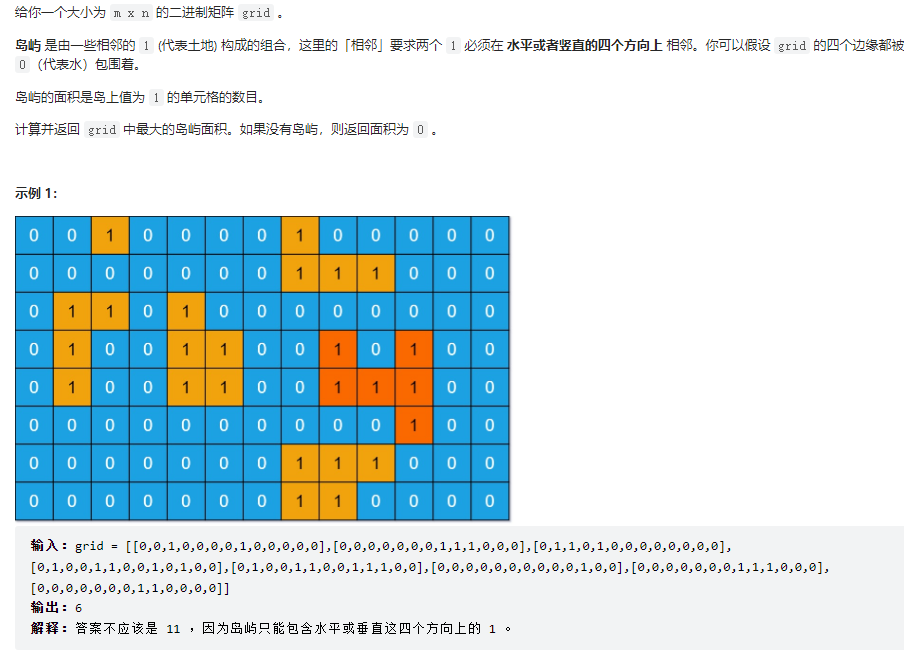 给你一个大小为 m x n 的二进制矩阵 grid 。
岛屿 是由一些相邻的 1 (代表土地) 构成的组合，这里的「相邻」要求两个 1 必须在 水平或者竖直的四个方向上 相邻。你可以假设 grid 的四个边缘都被
0 （代表水）包围着。
岛屿的面积是岛上值为 1 的单元格的数目。
计算并返回 grid 中最大的岛屿面积。如果没有岛屿，则返回面积为 0 。
示例 1：
0 0 1 0 0 0 0 1 0 0 0 0 0
0 0 0 0 0 0 0 1 1 1 0 0 0
0 1 1 0 1 0 0 0 0 0 0 0 0
0 1 0 0 1 1 0 0 1 0 1 0 0
0 1 0 0 1 1 0 0 1 1 1 0 0
0 0 0 0 0 0 0 0 0 0 1 0 0
0 0 0 0 0 0 0 1 1 1 0 0 0
0 0 0 0 0 0 0 1 1 0 0 0 0
输入：grid = [[0,0,1,0,0,0,0,1,0,0,0,0,0],[0,0,0,0,0,0,0,1,1,1,0,0,0],[0,1,1,0,1,0,0,0,0,0,0,0,0],
[0,1,0,0,1,1,0,0,1,0,1,0,0],[0,1,0,0,1,1,0,0,1,1,1,0,0],[0,0,0,0,0,0,0,0,0,0,1,0,0],[0,0,0,0,0,0,0,1,1,1,0,0,0],
[0,0,0,0,0,0,0,1,1,0,0,0,0]]
输出：6
解释：答案不应该是 11 ，因为岛屿只能包含水平或垂直这四个方向上的 1 。